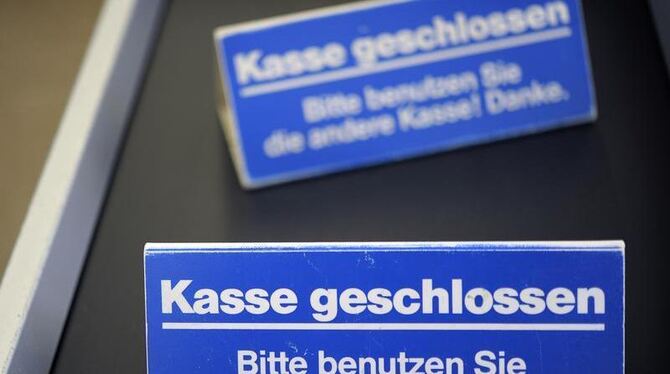 Kasse geschlossen
Bitte benutzen Sie
die andere Kasse! Danke.
Kasse geschlossen
Bitte benutzen Sie